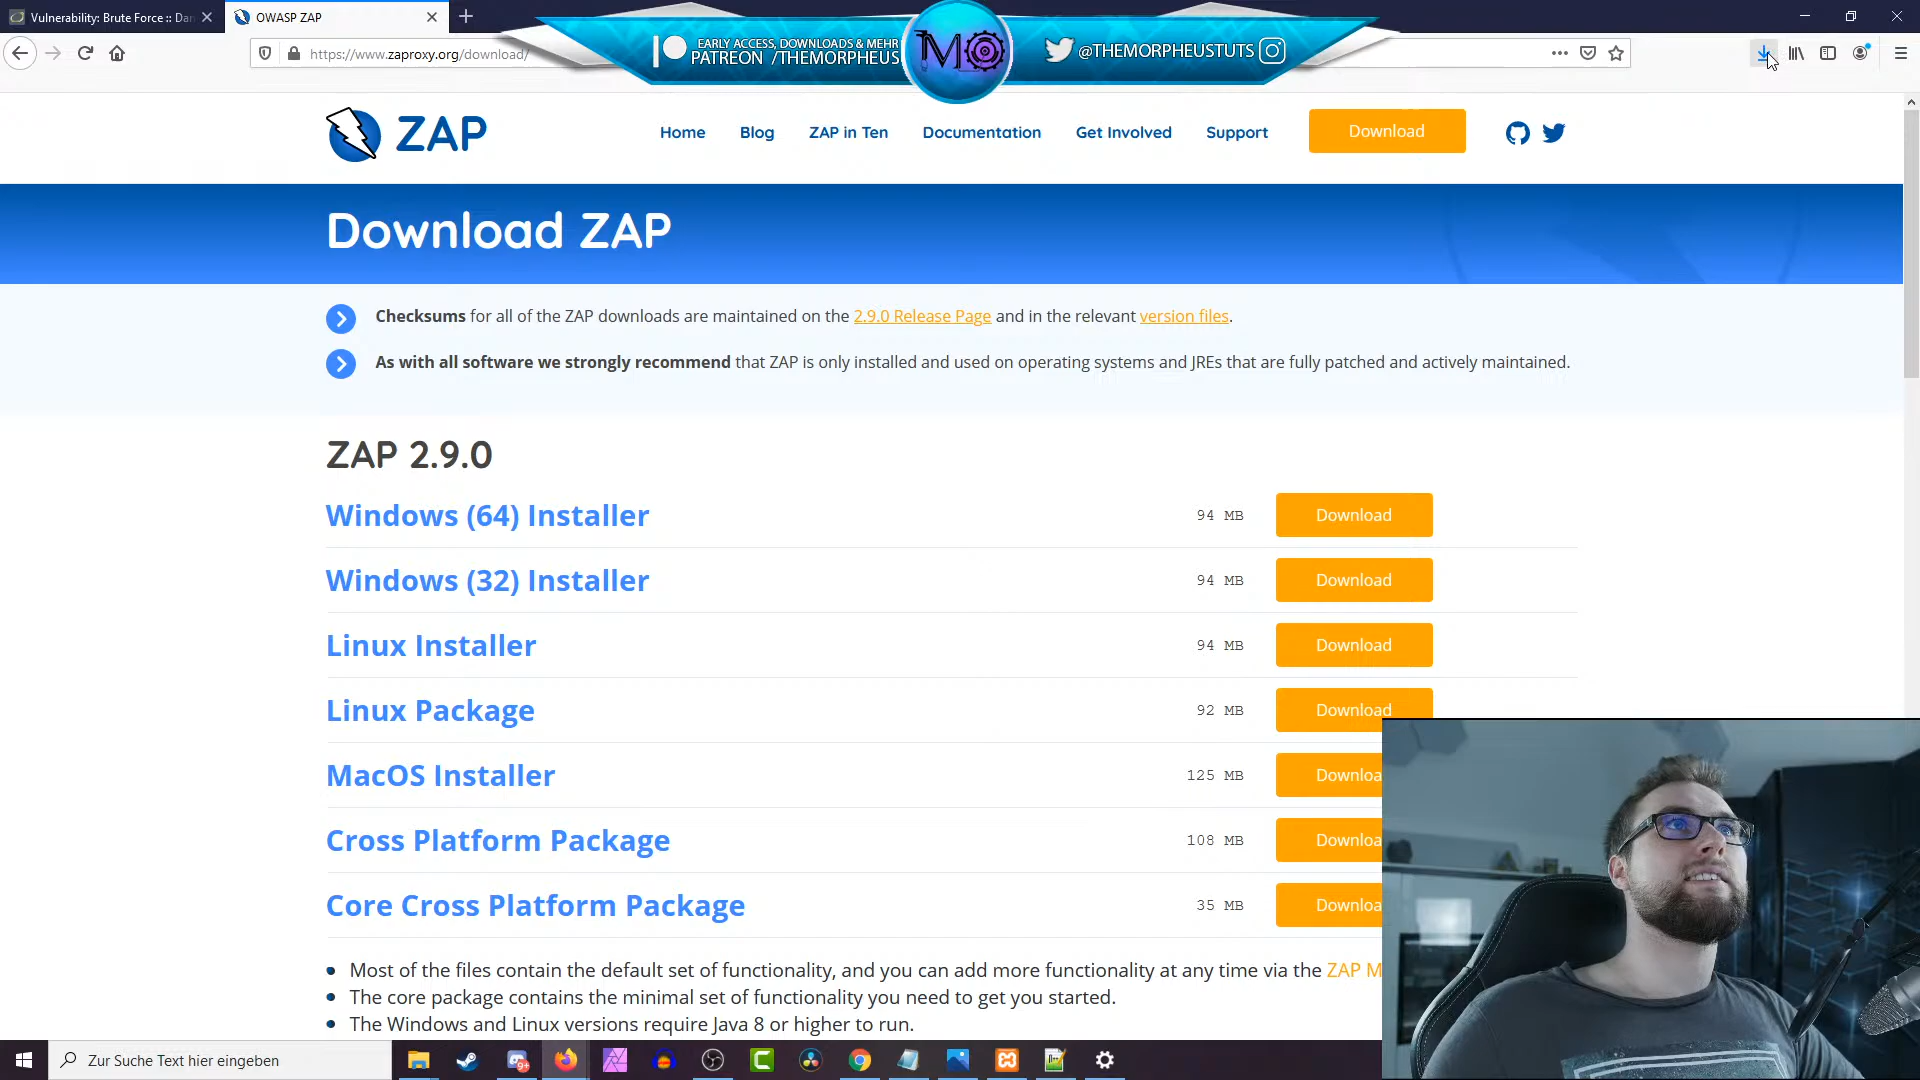 Vulnerability: Brute Force :: Dan
OWASP ZAP
EARLY ACCESS, DOWNLOADS & MEHR
PATREON /THEMORPHEUS
MO
@THEMORPHEUSTUTS
https://www.zaproxy.org/download/
ZAP
Home
Blog
ZAP in Ten
Documentation
Get Involved
Support
Download
Download ZAP
Checksums for all of the ZAP downloads are maintained on the 2.9.0 Release Page and in the relevant version files.
As with all software we strongly recommend that ZAP is only installed and used on operating systems and JREs that are fully patched and actively maintained.
ZAP 2.9.0
Windows (64) Installer 94 MB Download
Windows (32) Installer 94 MB Download
Linux Installer 94 MB Download
Linux Package 92 MB Download
MacOS Installer 125 MB Downloa
Cross Platform Package 108 MB Downloa
Core Cross Platform Package 35 MB Downloa
Most of the files contain the default set of functionality, and you can add more functionality at any time via the ZAP M
The core package contains the minimal set of functionality you need to get you started.
The Windows and Linux versions require Java 8 or higher to run.
Zur Suche Text hier eingeben